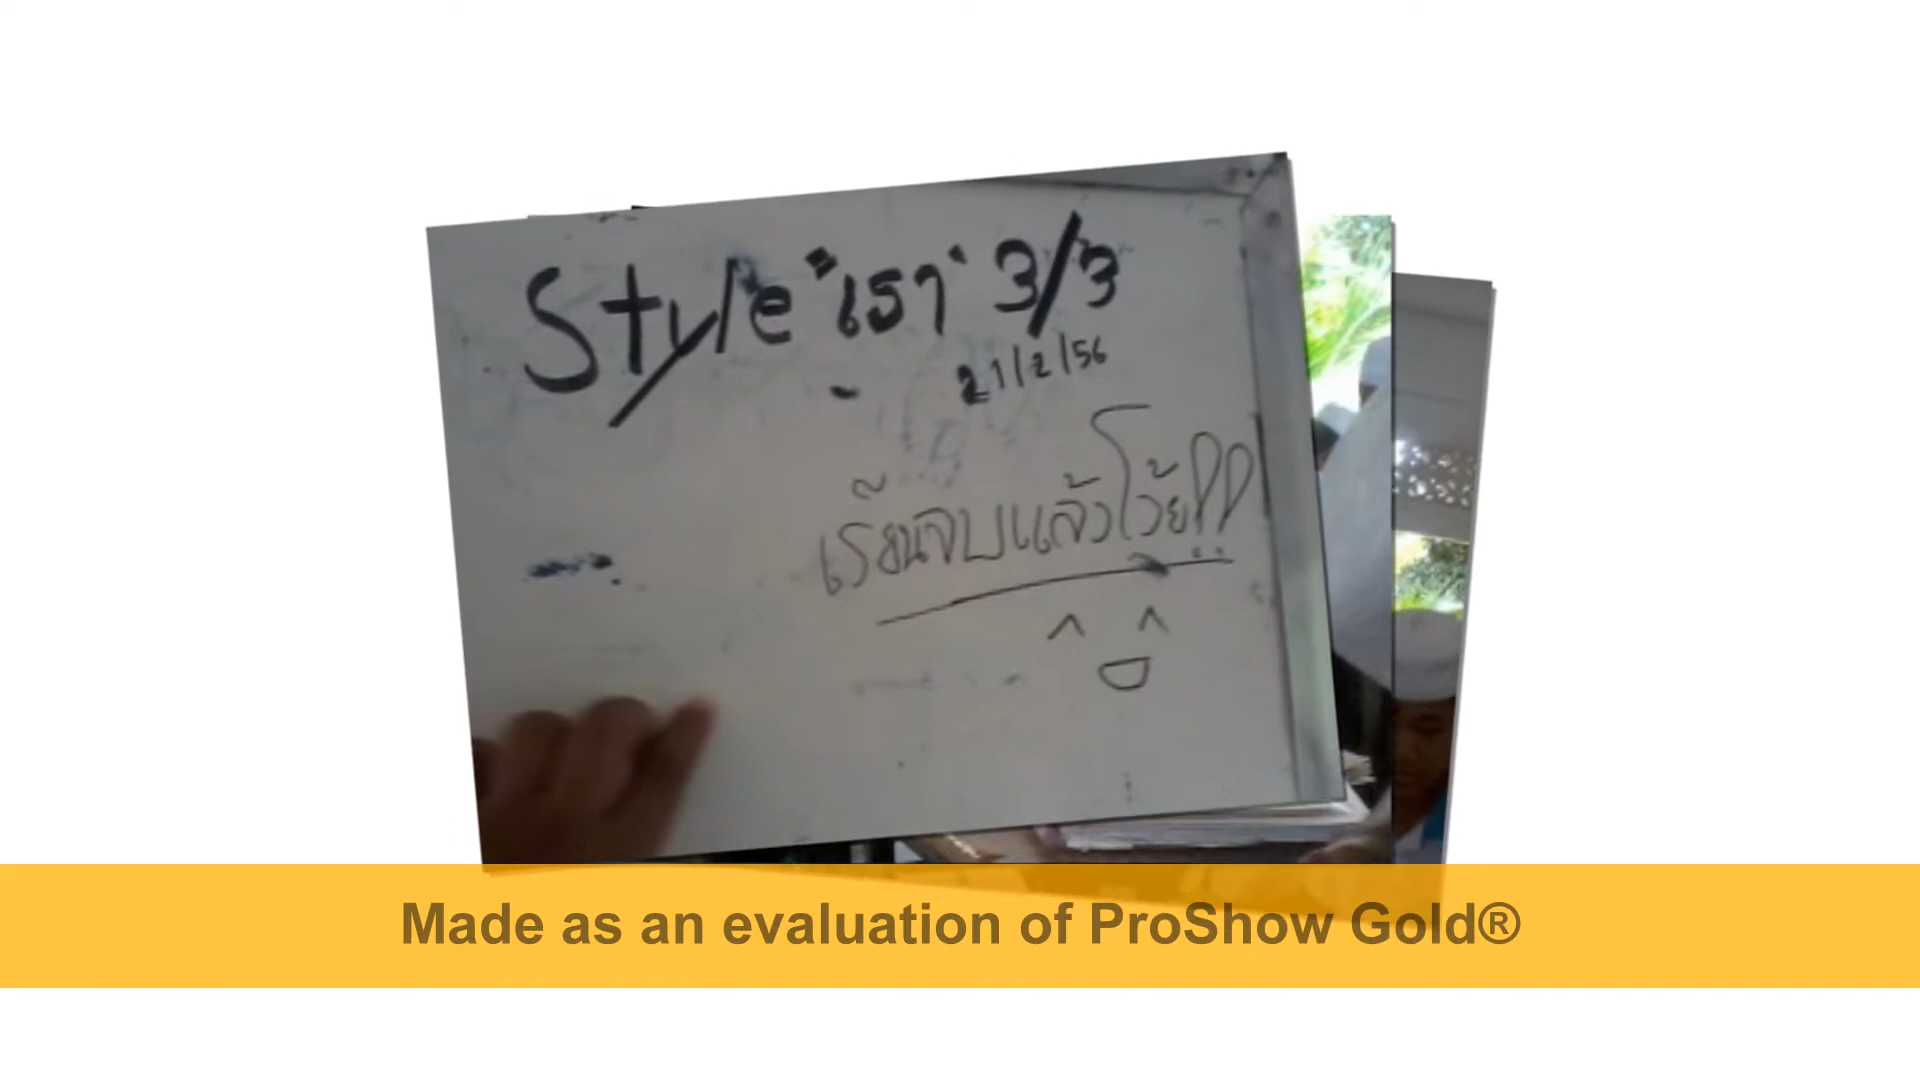 Style "เรา" 3/3
21/2/56
เรียนจบแล้วโว้ย!!
Made as an evaluation of ProShow Gold®